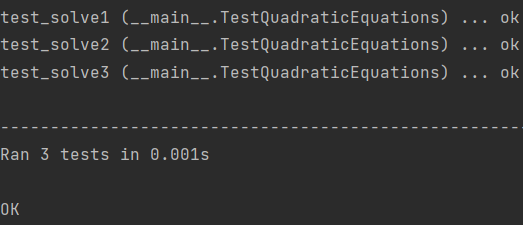 test_solve1 (__main__.TestQuadraticEquations) ... ok
test_solve2 (__main__.TestQuadraticEquations) ... ok
test_solve3 (__main__.TestQuadraticEquations) ... ok
----------------------------------------------------
Ran 3 tests in 0.001s
OK